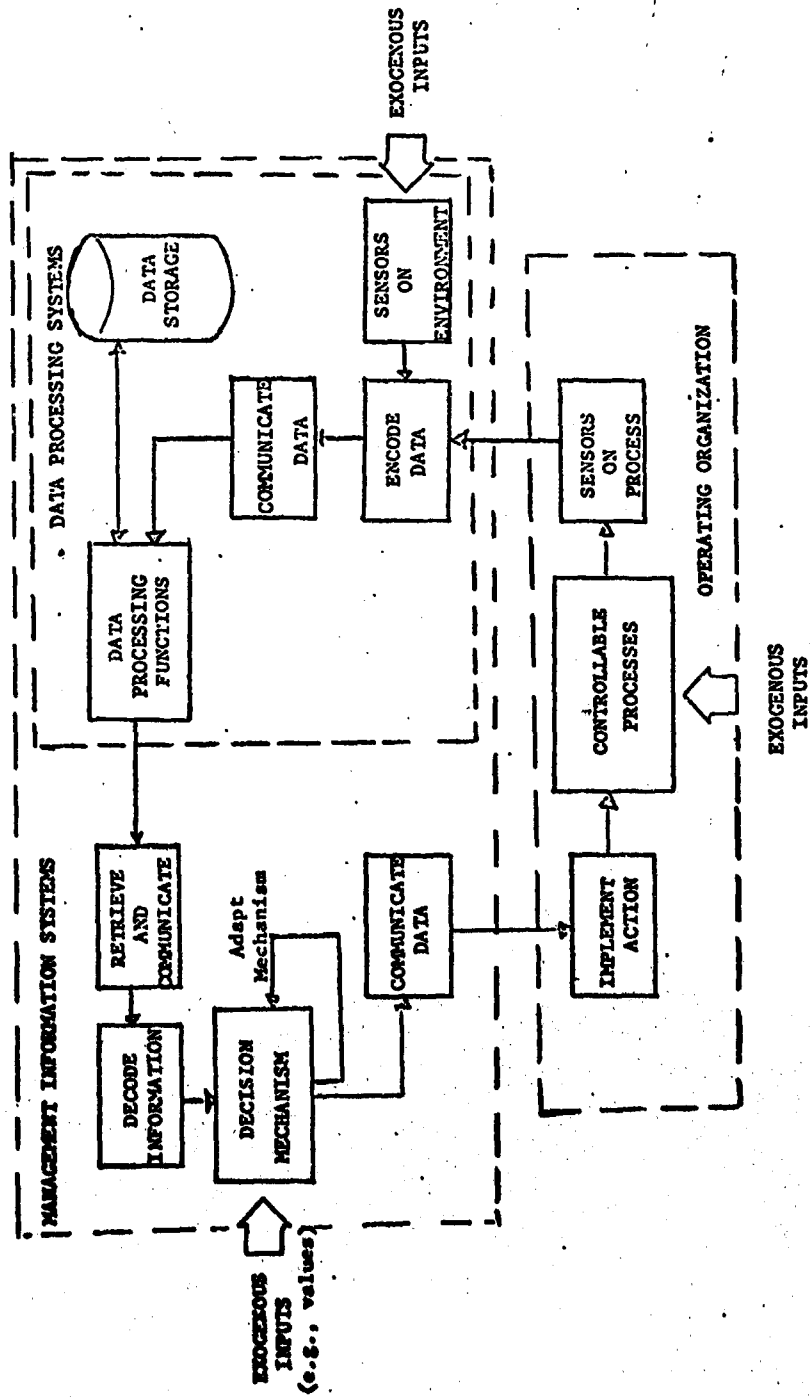 MANAGEMENT INFORMATION SYSTEMS
DATA PROCESSING SYSTEMS
DECODE
INFORMATION
RETRIEVE
AND
COMMUNICATE
DATA
PROCESSING
FUNCTIONS
DATA
STORAGE
EXOGENOUS
INPUTS
(e.g., values)
DECISION
MECHANISM
Adapt
Mechanism
COMMUNICATE
DATA
COMMUNICATE
DATA
ENCODE
DATA
SENSORS
ON
ENVIRONMENT
EXOGENOUS
INPUTS
IMPLEMENT
ACTION
CONTROLLABLE
PROCESSES
SENSORS
ON
PROCESS
OPERATING ORGANIZATION
EXOGENOUS
INPUTS